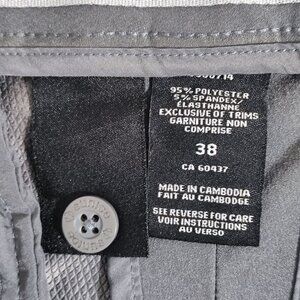 95% POLYESTER
5% SPANDEX/
ÉLASTHANNE
EXCLUSIVE OF TRIMS
GARNITURE NON
COMPRISE
38
CA 60437
MADE IN CAMBODIA
FAIT AU CAMBODGE
SEE REVERSE FOR CARE
VOIR INSTRUCTIONS
AU VERSO